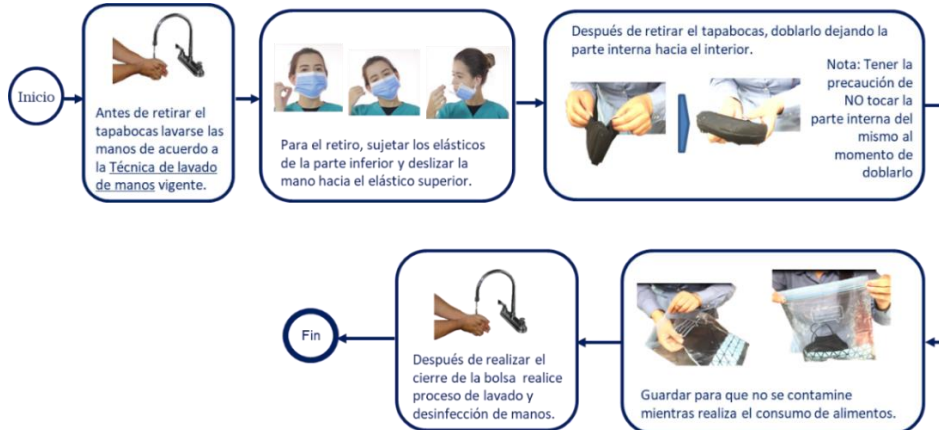 Inicio
Antes de retirar el
tapabocas lavarse las
manos de acuerdo a
la Técnica de lavado
de manos vigente.
Para el retiro, sujetar los elásticos
de la parte inferior y deslizar la
mano hacia el elástico superior.
Después de retirar el tapabocas, doblarlo dejando la
parte interna hacia el interior.
Nota: Tener la
precaución de
NO tocar la
parte interna del
mismo al
momento de
doblarlo
Guardar para que no se contamine
mientras realiza el consumo de alimentos.
Después de realizar el
cierre de la bolsa realice
proceso de lavado y
desinfección de manos.
Fin